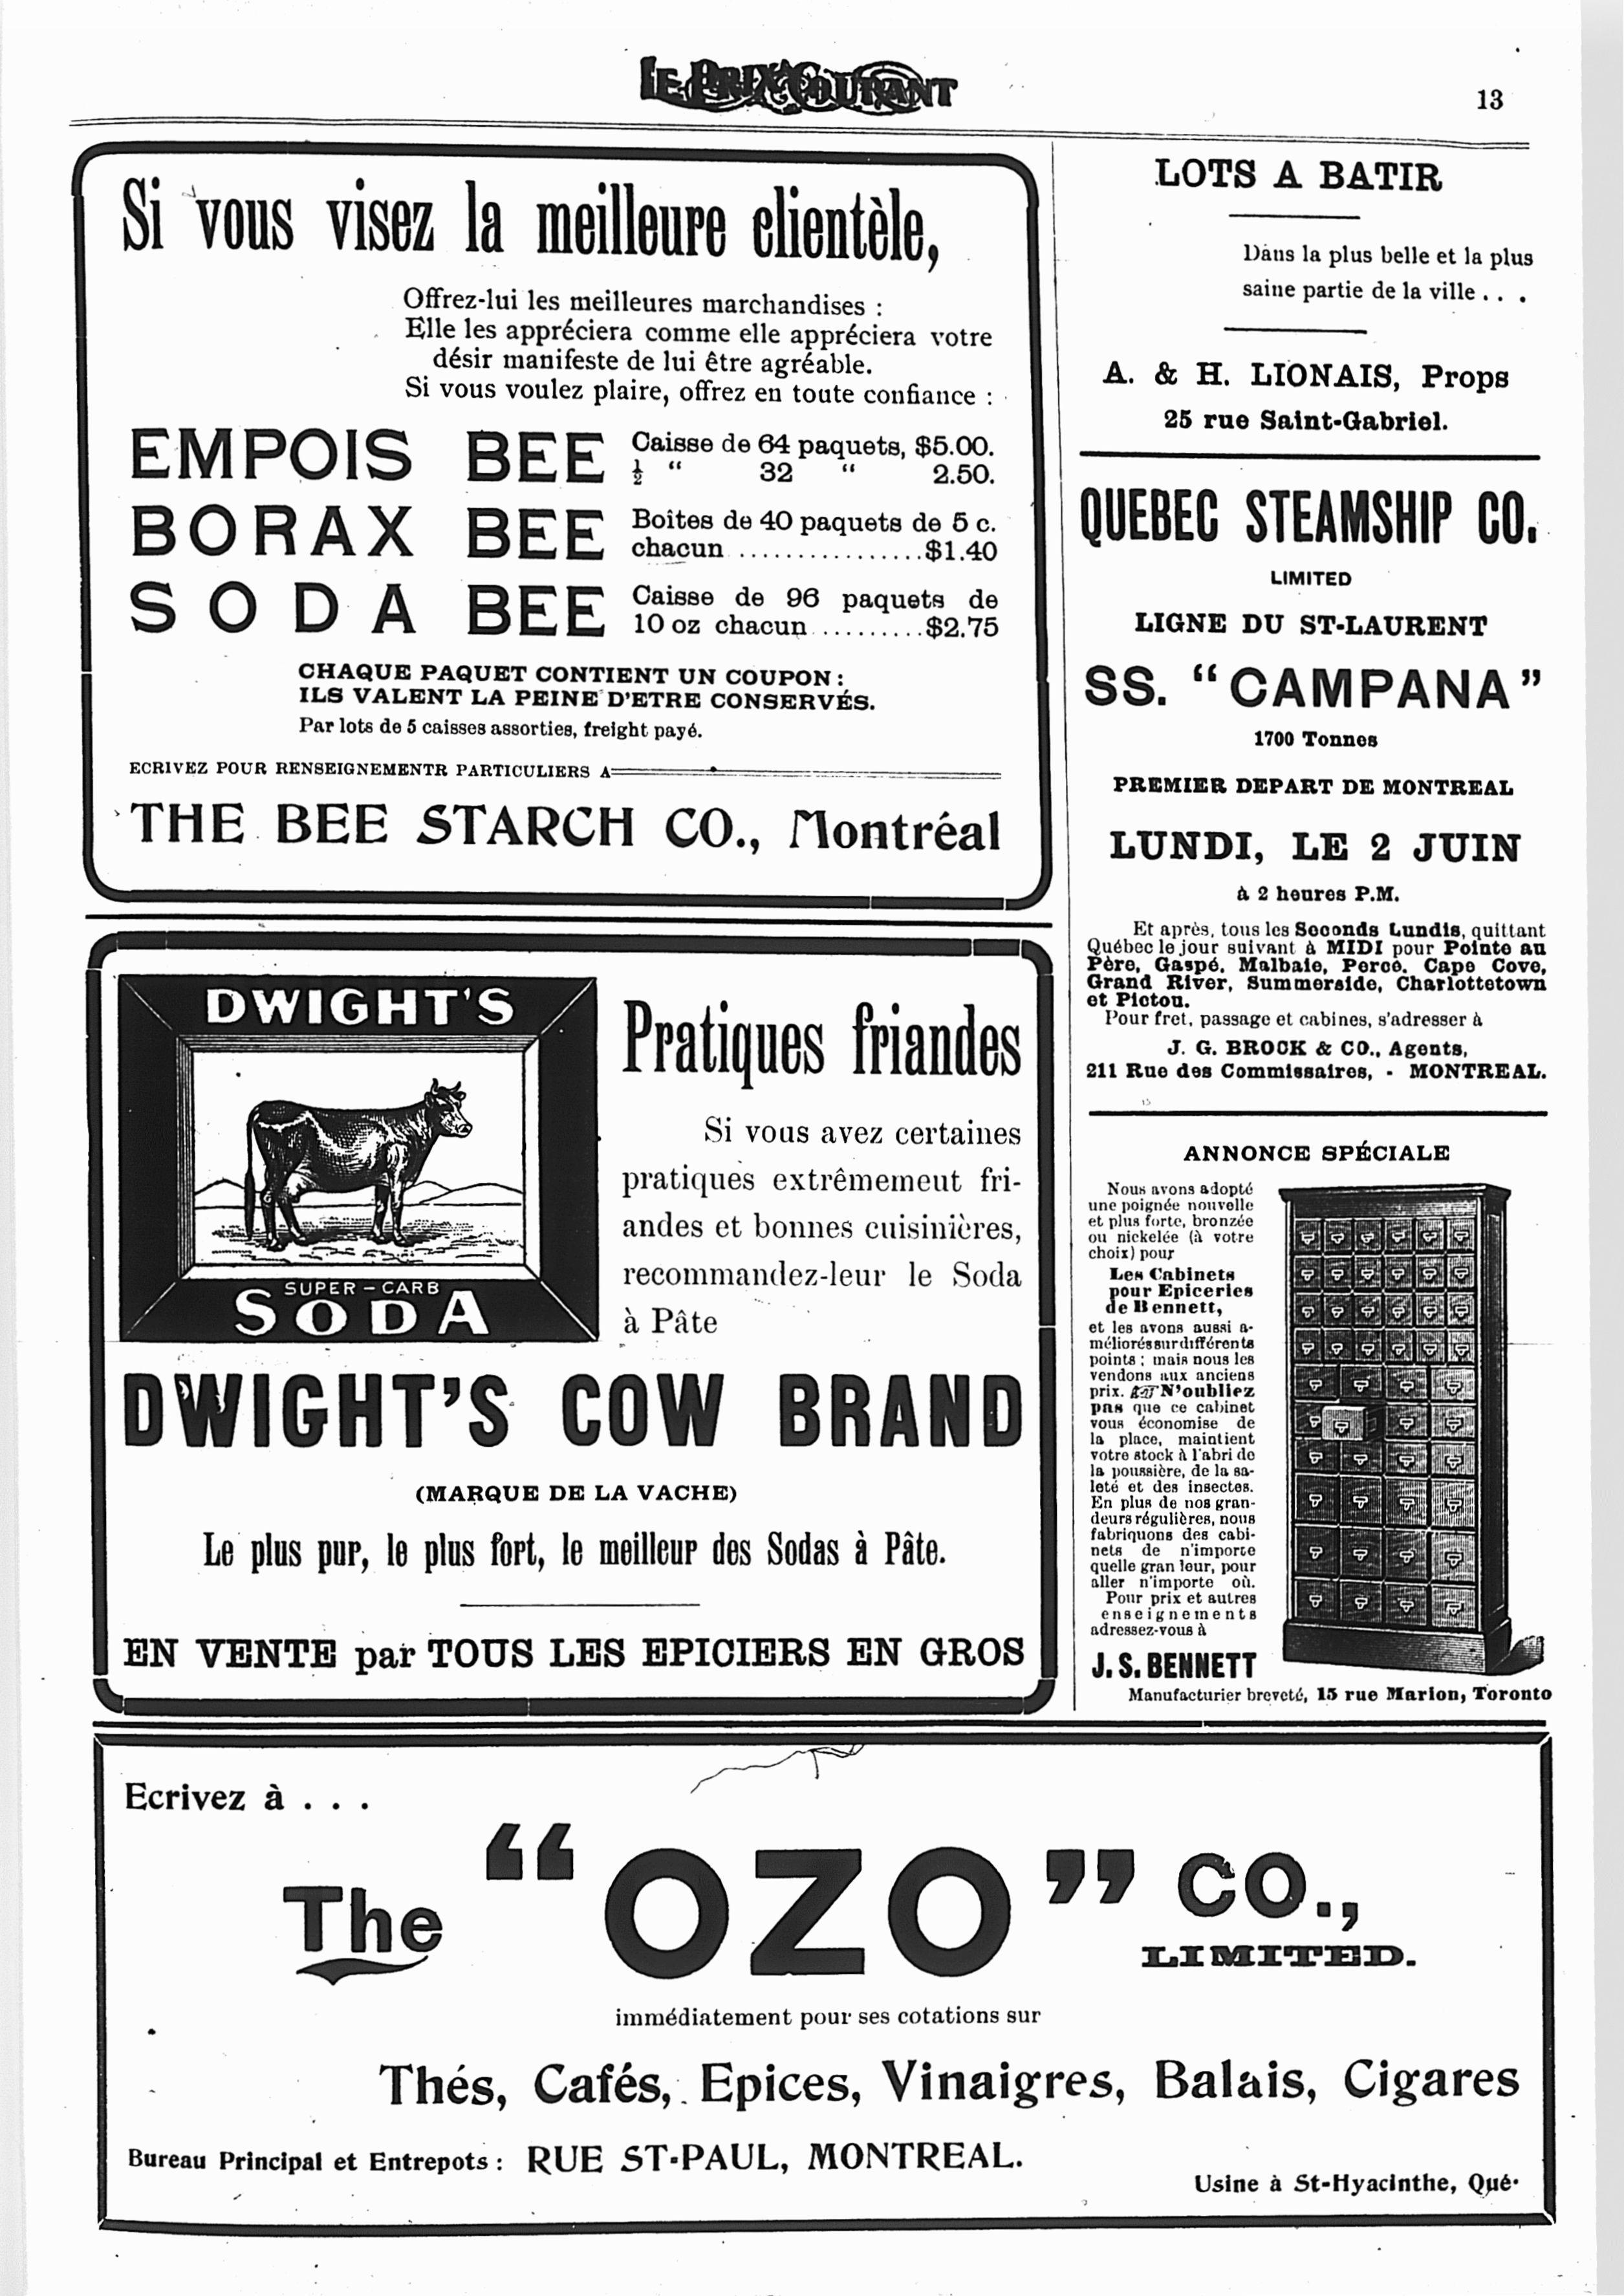 LE PRIX COURANT
13
Si vous visez la meilleure clientèle,
Offrez-lui les meilleures marchandises :
Elle les appréciera comme elle appréciera votre
désir manifeste de lui être agréable.
Si vous voulez plaire, offrez en toute confiance :
EMPOIS BEE Caisse de 64 paquets, $5.00.
½ “ 32 “ 2.50.
BORAX BEE Boites de 40 paquets de 5 c.
chacun ................$1.40
SODA BEE Caisse de 96 paquets de
10 oz chacun .........$2.75
CHAQUE PAQUET CONTIENT UN COUPON :
ILS VALENT LA PEINE D'ETRE CONSERVÉS.
Par lots de 5 caisses assorties, freight payé.
ECRIVEZ POUR RENSEIGNEMENTR PARTICULIERS A
THE BEE STARCH CO., Montréal
DWIGHT'S
SUPER-CARB
SODA
Pratiques friandes
Si vous avez certaines
pratiques extrêmement fri-
andes et bonnes cuisinières,
recommandez-leur le Soda
à Pâte
DWIGHT'S COW BRAND
(MARQUE DE LA VACHE)
Le plus pur, le plus fort, le meilleur des Sodas à Pâte.
EN VENTE par TOUS LES EPICIERS EN GROS
LOTS A BATIR
Dans la plus belle et la plus
saine partie de la ville . . .
A. & H. LIONAIS, Props
25 rue Saint-Gabriel.
QUEBEC STEAMSHIP CO.
LIMITED
LIGNE DU ST-LAURENT
SS. “CAMPANA”
1700 Tonnes
PREMIER DEPART DE MONTREAL
LUNDI, LE 2 JUIN
à 2 heures P.M.
Et après, tous les Seconds Lundis, quittant
Québec le jour suivant à MIDI pour Pointe au
Père, Gaspé, Malbaie, Percé, Cape Cove,
Grand River, Summerside, Charlottetown
et Pictou.
Pour fret, passage et cabines, s'adresser à
J. G. BROCK & CO., Agents,
211 Rue des Commissaires, - MONTREAL.
ANNONCE SPÉCIALE
Nous avons adopté
une poignée nouvelle
et plus forte, bronzée
ou nickelée (à votre
choix) pour
Les Cabinets
pour Epiceries
de Bennett,
et les avons aussi a-
méliorés sur différents
points ; mais nous les
vendons aux anciens
prix. ☞ N'oubliez
pas que ce cabinet
vous économise de
la place, maintient
votre stock à l'abri de
la poussière, de la sa-
leté et des insectes.
En plus de nos gran-
deurs régulières, nous
fabriquons des cabi-
nets de n'importe
quelle gran leur, pour
aller n'importe où.
Pour prix et autres
enseignements
adressez-vous à
J. S. BENNETT
Manufacturier breveté, 15 rue Marion, Toronto
Ecrivez à . . .
The “OZO” CO.,
LIMITED.
immédiatement pour ses cotations sur
Thés, Cafés, Epices, Vinaigres, Balais, Cigares
Bureau Principal et Entrepots : RUE ST-PAUL, MONTREAL.
Usine à St-Hyacinthe, Qué.